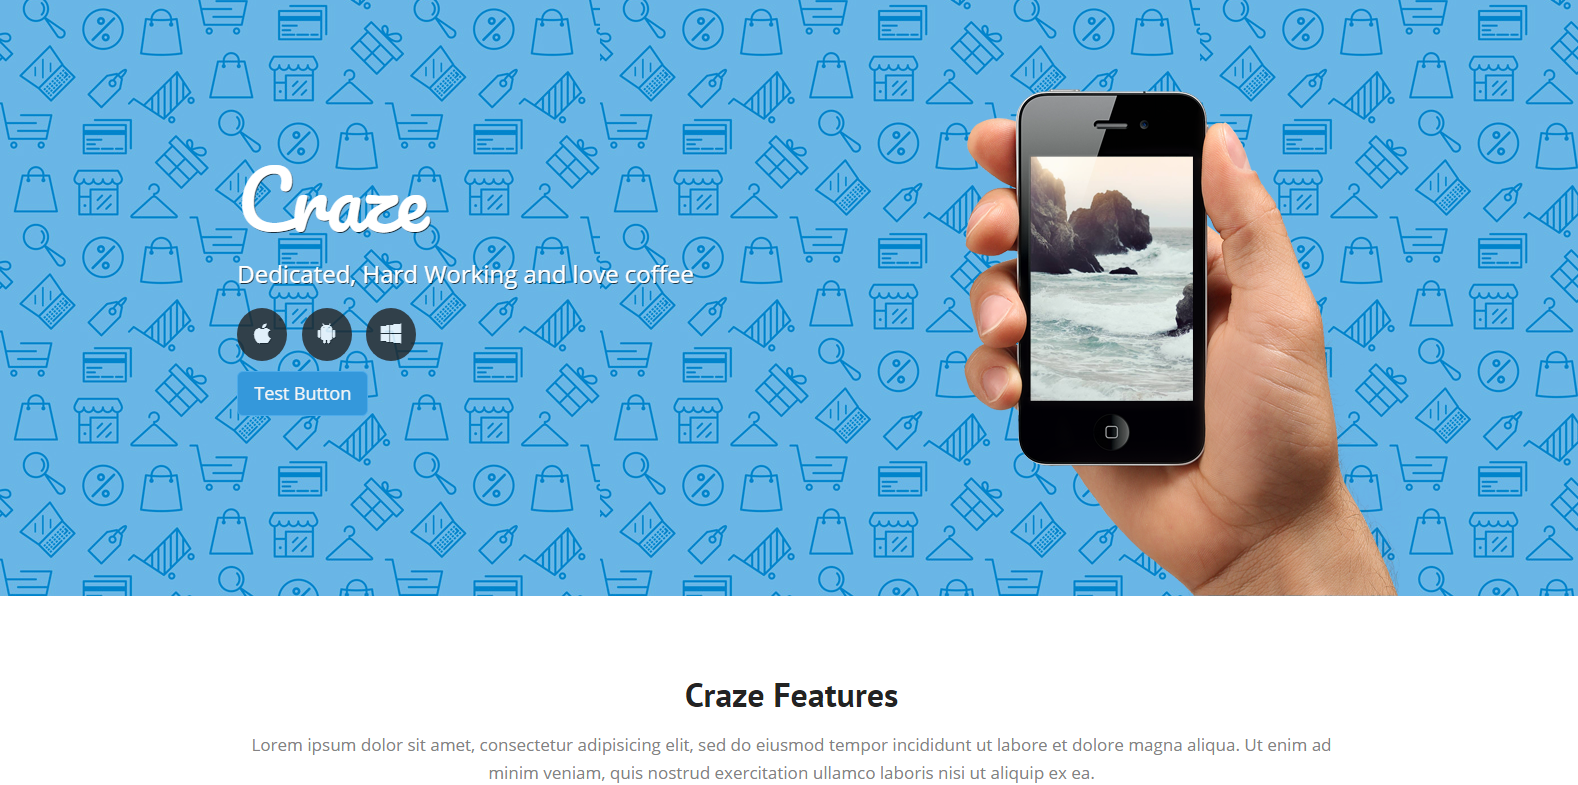 Craze
Dedicated, Hard Working and love coffee
Test Button
Craze Features
Lorem ipsum dolor sit amet, consectetur adipisicing elit, sed do eiusmod tempor incididunt ut labore et dolore magna aliqua. Ut enim ad
minim veniam, quis nostrud exercitation ullamco laboris nisi ut aliquip ex ea.